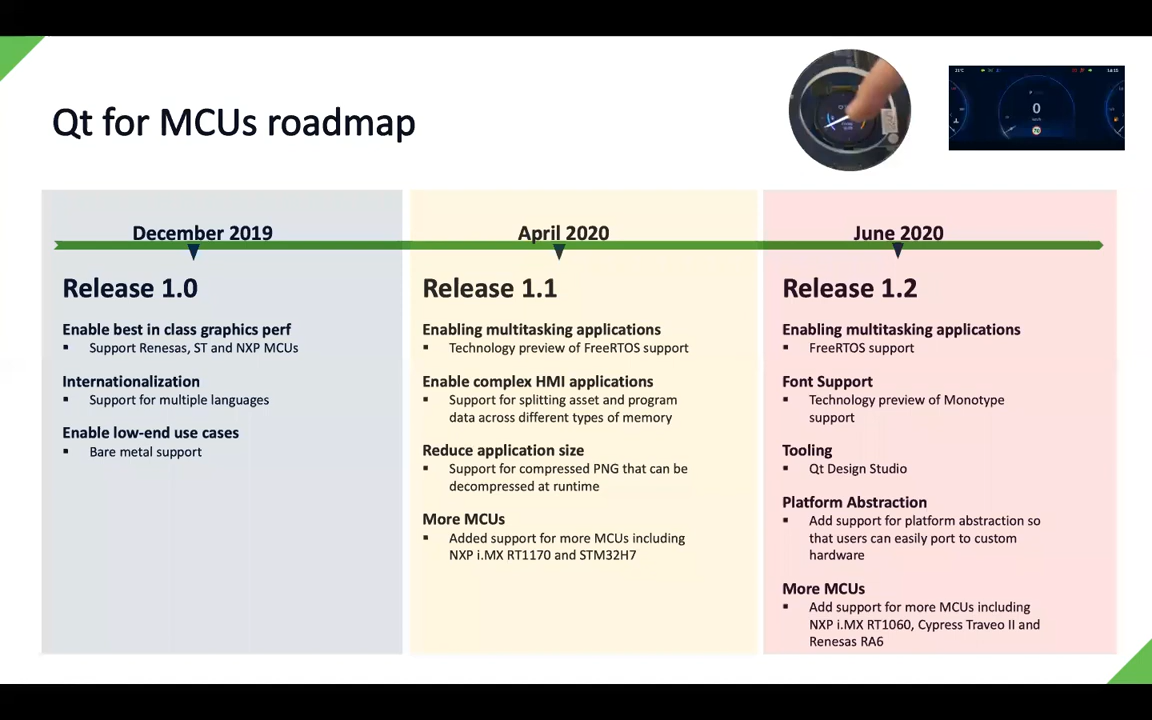 Qt for MCUs roadmap
0
70
December 2019
Release 1.0
Enable best in class graphics perf
▪ Support Renesas, ST and NXP MCUs
Internationalization
▪ Support for multiple languages
Enable low-end use cases
▪ Bare metal support
April 2020
Release 1.1
Enabling multitasking applications
▪ Technology preview of FreeRTOS support
Enable complex HMI applications
▪ Support for splitting asset and program
data across different types of memory
Reduce application size
▪ Support for compressed PNG that can be
decompressed at runtime
More MCUs
▪ Added support for more MCUs including
NXP i.MX RT1170 and STM32H7
June 2020
Release 1.2
Enabling multitasking applications
▪ FreeRTOS support
Font Support
▪ Technology preview of Monotype
support
Tooling
▪ Qt Design Studio
Platform Abstraction
▪ Add support for platform abstraction so
that users can easily port to custom
hardware
More MCUs
▪ Add support for more MCUs including
NXP i.MX RT1060, Cypress Traveo II and
Renesas RA6